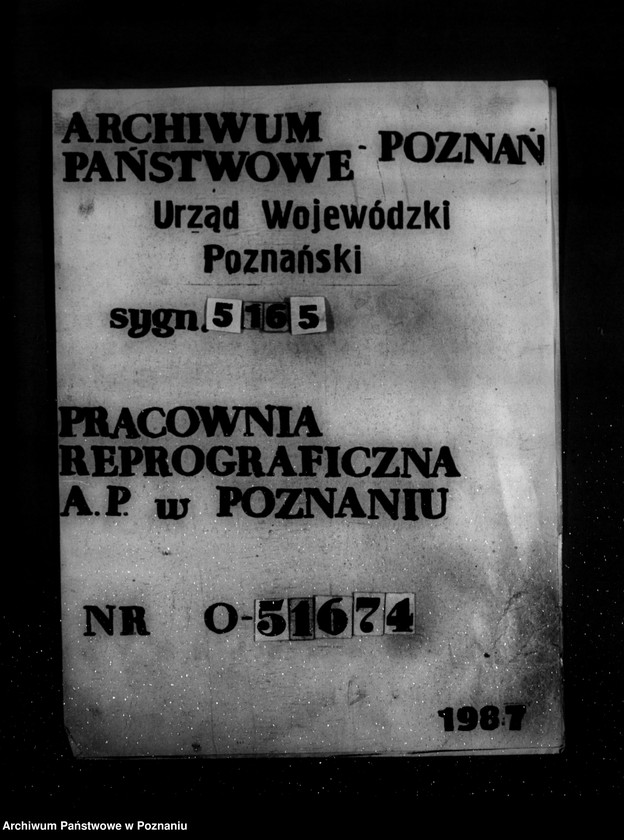 ARCHIWUM
PAŃSTWOWE - POZNAŃ
Urząd Wojewódzki
Poznański
sygn. 5165
PRACOWNIA
REPROGRAFICZNA
A.P. w POZNANIU
NR O-51674
1987
Archiwum Państwowe w Poznaniu